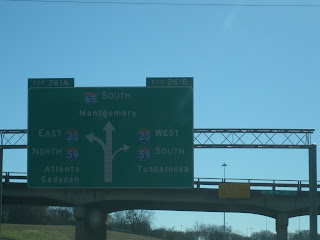 EXIT 261A
EXIT 261B
65 SOUTH
Montgomery
EAST 20
NORTH 59
Atlanta
Gadsden
20 WEST
59 SOUTH
Tuscaloosa